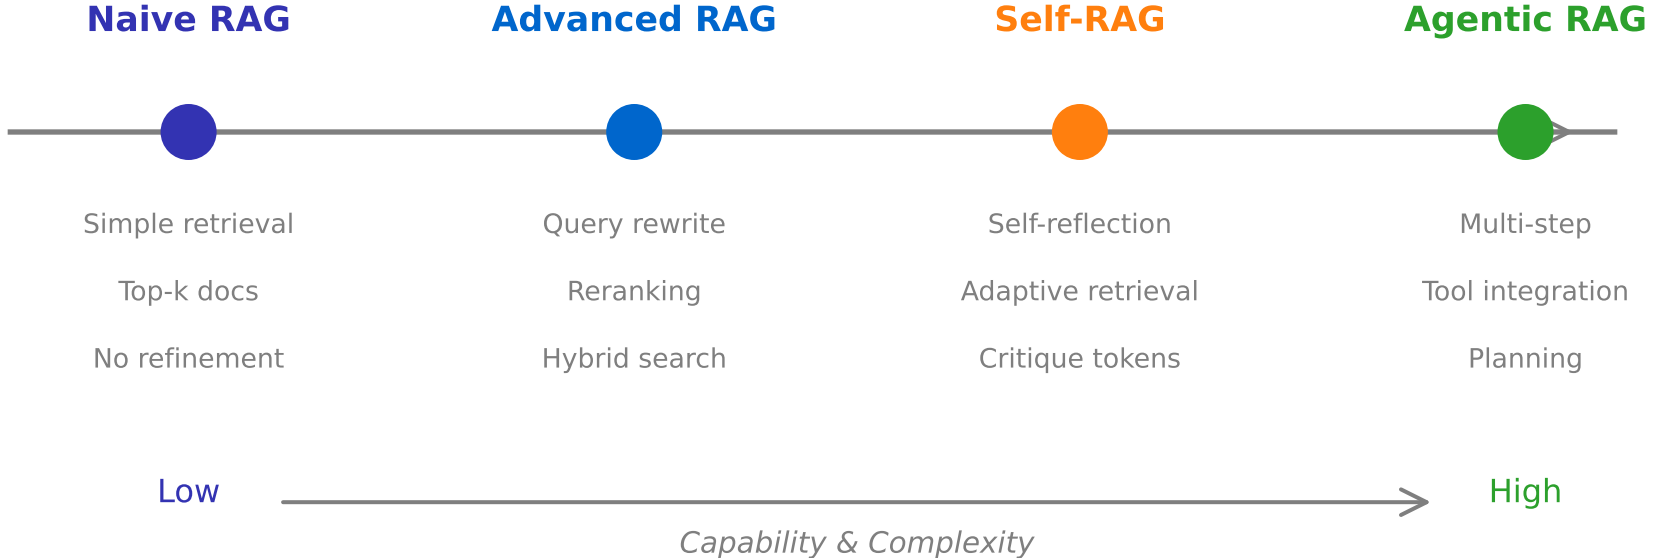 Naive RAG
Advanced RAG
Self-RAG
Agentic RAG
Simple retrieval
Query rewrite
Self-reflection
Multi-step
Top-k docs
Reranking
Adaptive retrieval
Tool integration
No refinement
Hybrid search
Critique tokens
Planning
Low
High
Capability & Complexity